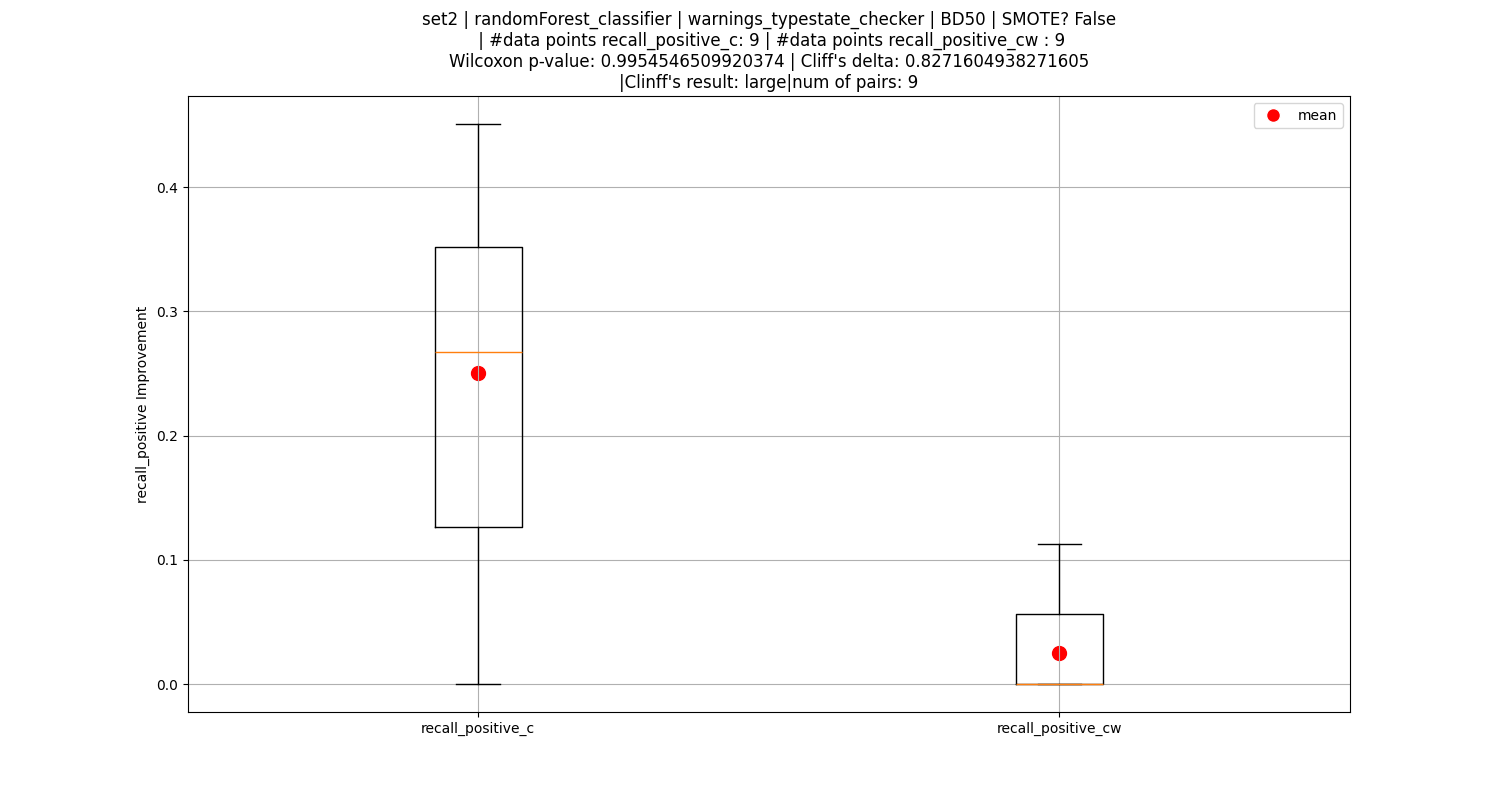 set2 | randomForest_classifier | warnings_typestate_checker | BD50 | SMOTE? False
| #data points recall_positive_c: 9 | #data points recall_positive_cw : 9
Wilcoxon p-value: 0.9954546509920374 | Cliff's delta: 0.8271604938271605
|Clinff's result: large|num of pairs: 9
mean
0.4
0.3
0.2
0.1
0.0
recall_positive Improvement
recall_positive_c
recall_positive_cw